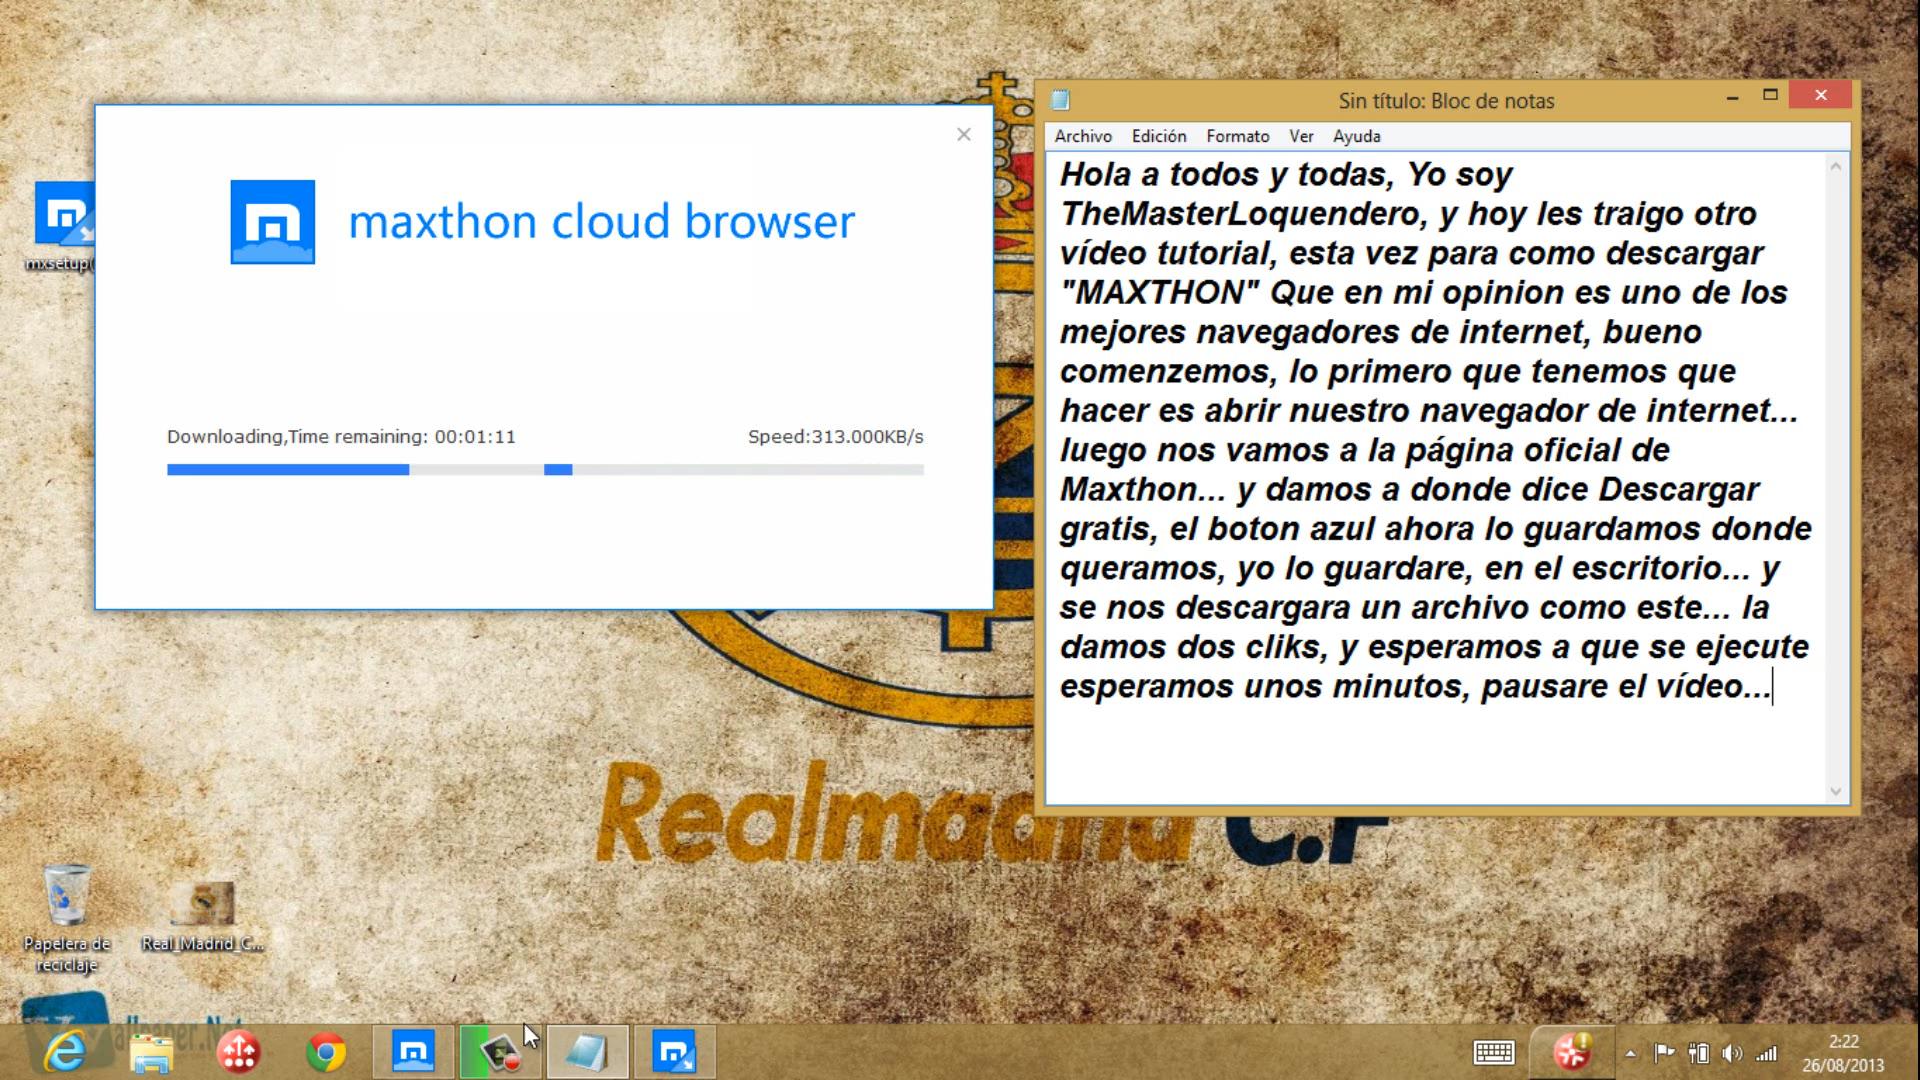 maxthon cloud browser
Downloading,Time remaining: 00:01:11
Speed:313.000KB/s
Sin título: Bloc de notas
Archivo Edición Formato Ver Ayuda
Hola a todos y todas, Yo soy
TheMasterLoquendero, y hoy les traigo otro
vídeo tutorial, esta vez para como descargar
"MAXTHON" Que en mi opinion es uno de los
mejores navegadores de internet, bueno
comenzemos, lo primero que tenemos que
hacer es abrir nuestro navegador de internet...
luego nos vamos a la página oficial de
Maxthon... y damos a donde dice Descargar
gratis, el boton azul ahora lo guardamos donde
queramos, yo lo guardare, en el escritorio... y
se nos descargara un archivo como este... la
damos dos cliks, y esperamos a que se ejecute
esperamos unos minutos, pausare el vídeo...
mxsetup(
Realmadrid C.F
Papelera de
reciclaje
Real_Madrid_C...
2:22
26/08/2013